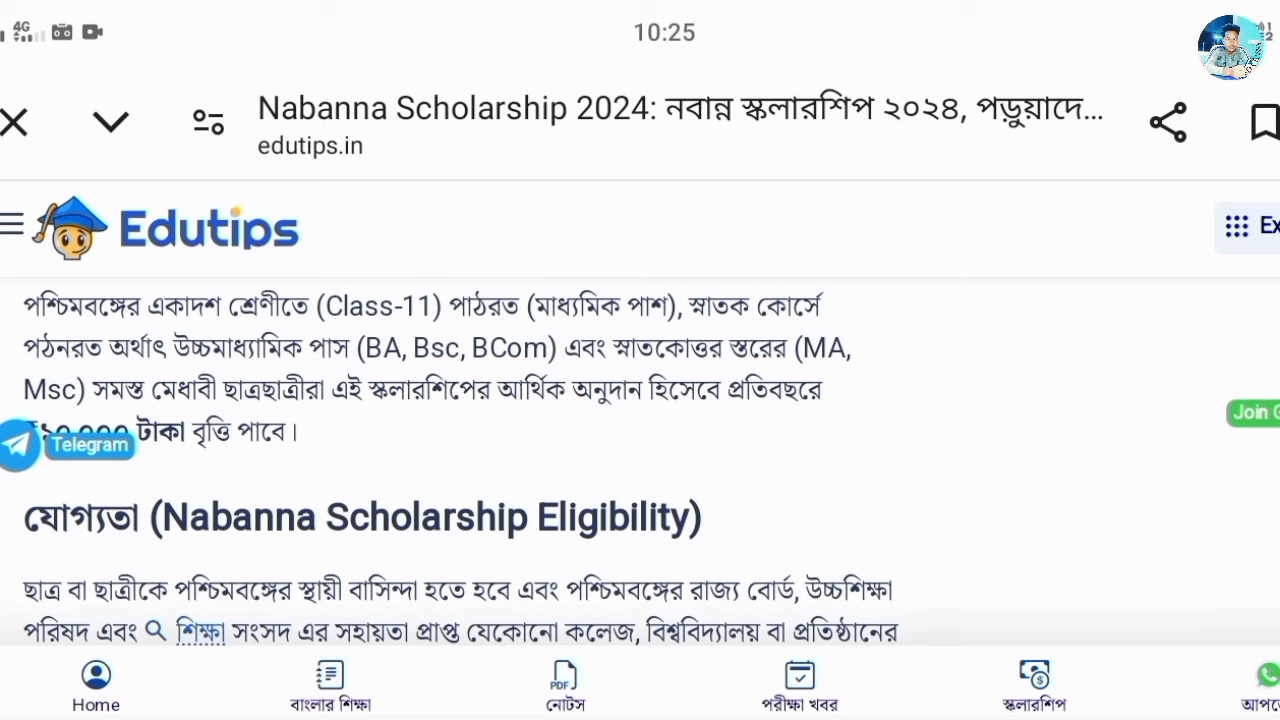 4G
10:25
Nabanna Scholarship 2024: নবান্ন স্কলারশিপ ২০২৪, পড়ুয়াদে...
edutips.in
Edutips
Ex
পশ্চিমবঙ্গের একাদশ শ্রেণীতে (Class-11) পাঠরত (মাধ্যমিক পাশ), স্নাতক কোর্সে
পঠনরত অর্থাৎ উচ্চমাধ্যামিক পাস (BA, Bsc, BCom) এবং স্নাতকোত্তর স্তরের (MA,
Msc) সমস্ত মেধাবী ছাত্রছাত্রীরা এই স্কলারশিপের আর্থিক অনুদান হিসেবে প্রতিবছরে
Join G
টাকা বৃত্তি পাবে।
Telegram
যোগ্যতা (Nabanna Scholarship Eligibility)
ছাত্র বা ছাত্রীকে পশ্চিমবঙ্গের স্থায়ী বাসিন্দা হতে হবে এবং পশ্চিমবঙ্গের রাজ্য বোর্ড, উচ্চশিক্ষা
পরিষদ এবং শিক্ষা সংসদ এর সহায়তা প্রাপ্ত যেকোনো কলেজ, বিশ্ববিদ্যালয় বা প্রতিষ্ঠানের
Home বাংলার শিক্ষা নোটস পরীক্ষা খবর স্কলারশিপ
PDF